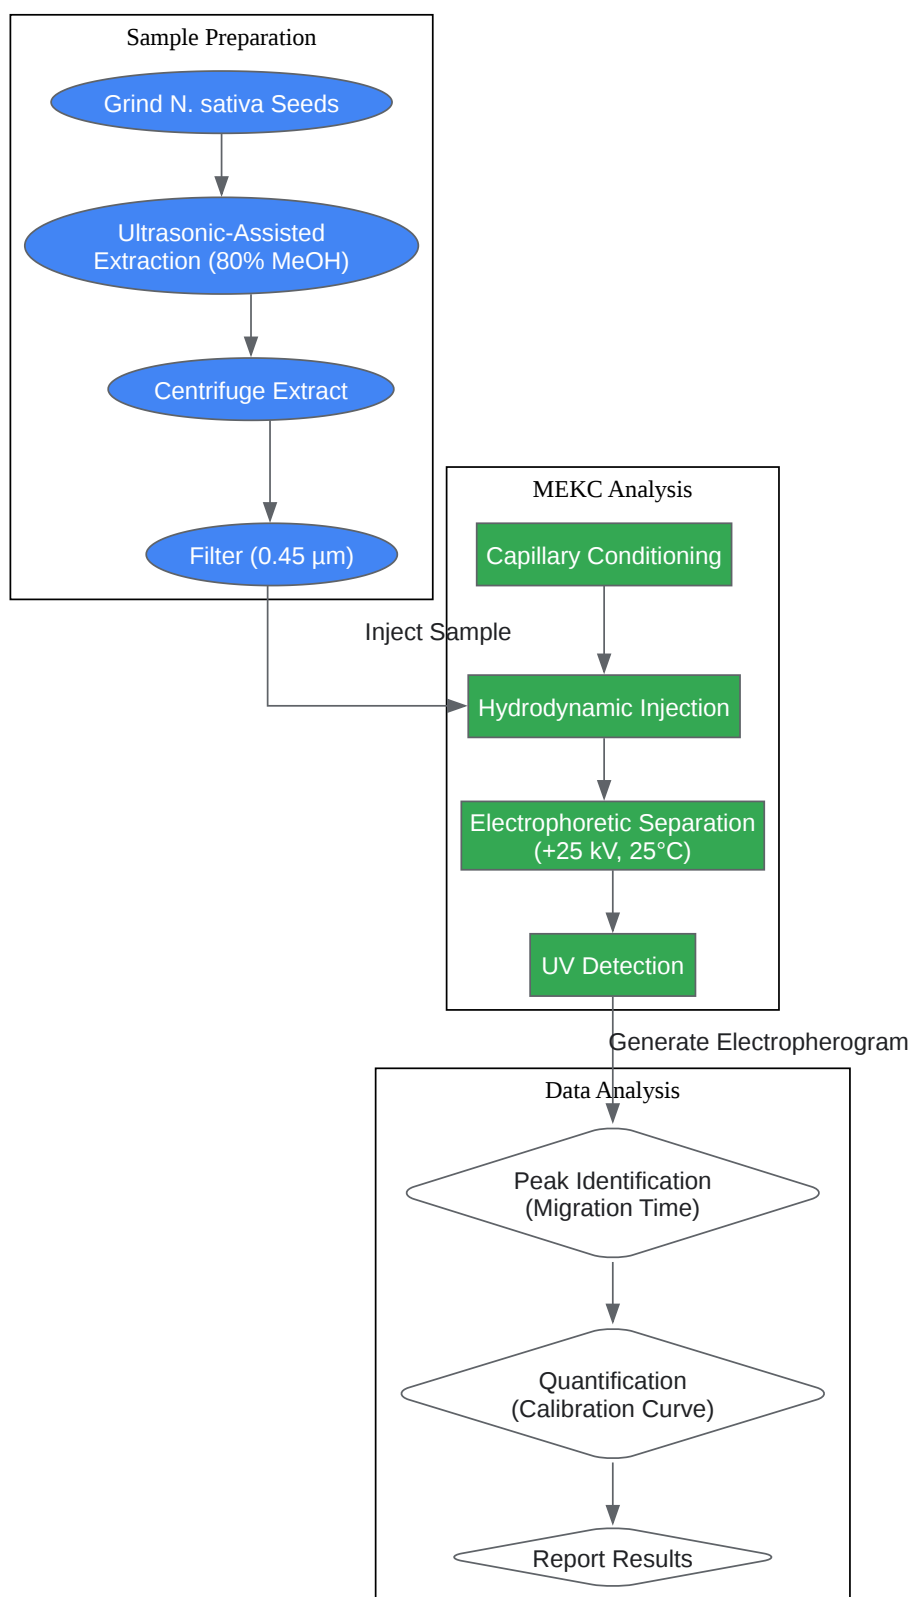 Sample Preparation
Grind N. sativa Seeds
Ultrasonic-Assisted
Extraction (80% MeOH)
Centrifuge Extract
Filter (0.45 µm)
Inject Sample
MEKC Analysis
Capillary Conditioning
Hydrodynamic Injection
Electrophoretic Separation
(+25 kV, 25°C)
UV Detection
Generate Electropherogram
Data Analysis
Peak Identification
(Migration Time)
Quantification
(Calibration Curve)
Report Results